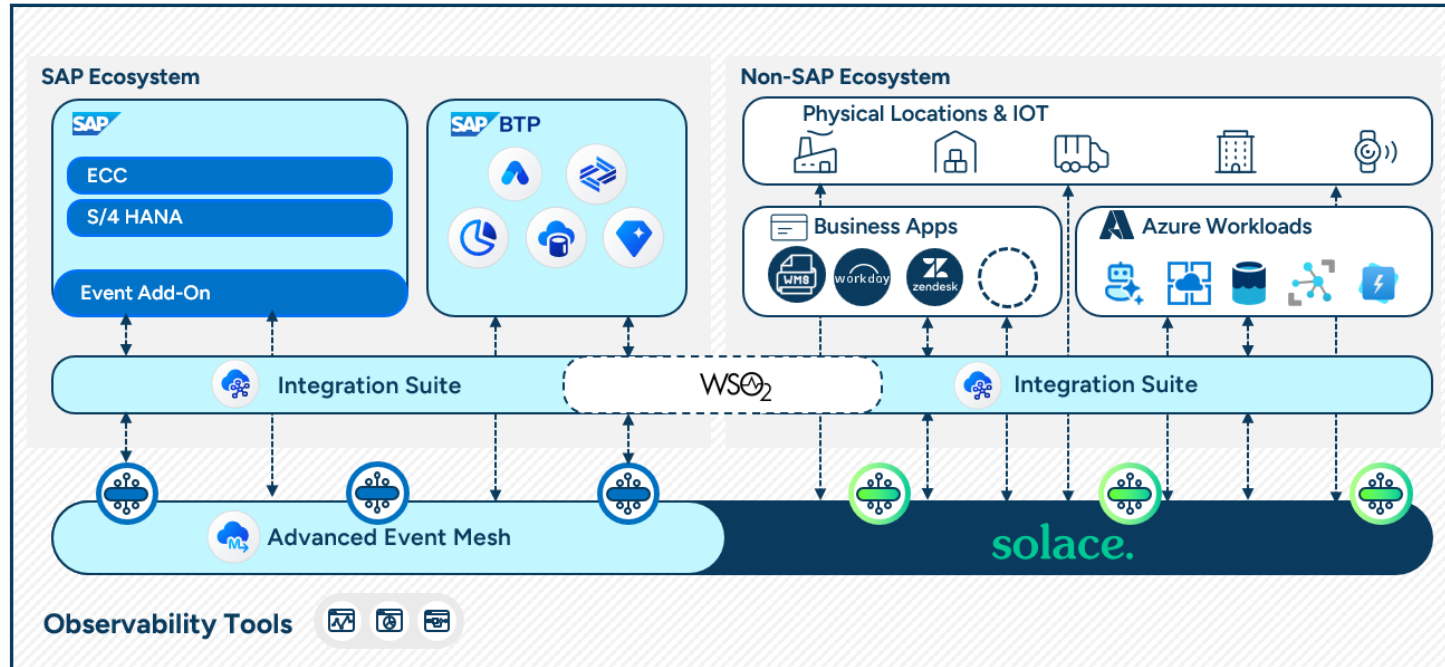 SAP Ecosystem
SAP
ECC
S/4 HANA
Event Add-On
SAP BTP
Non-SAP Ecosystem
Physical Locations & IOT
Business Apps
WMS
workday
zendesk
Azure Workloads
Integration Suite
WSO2
Integration Suite
M
Advanced Event Mesh
solace.
Observability Tools